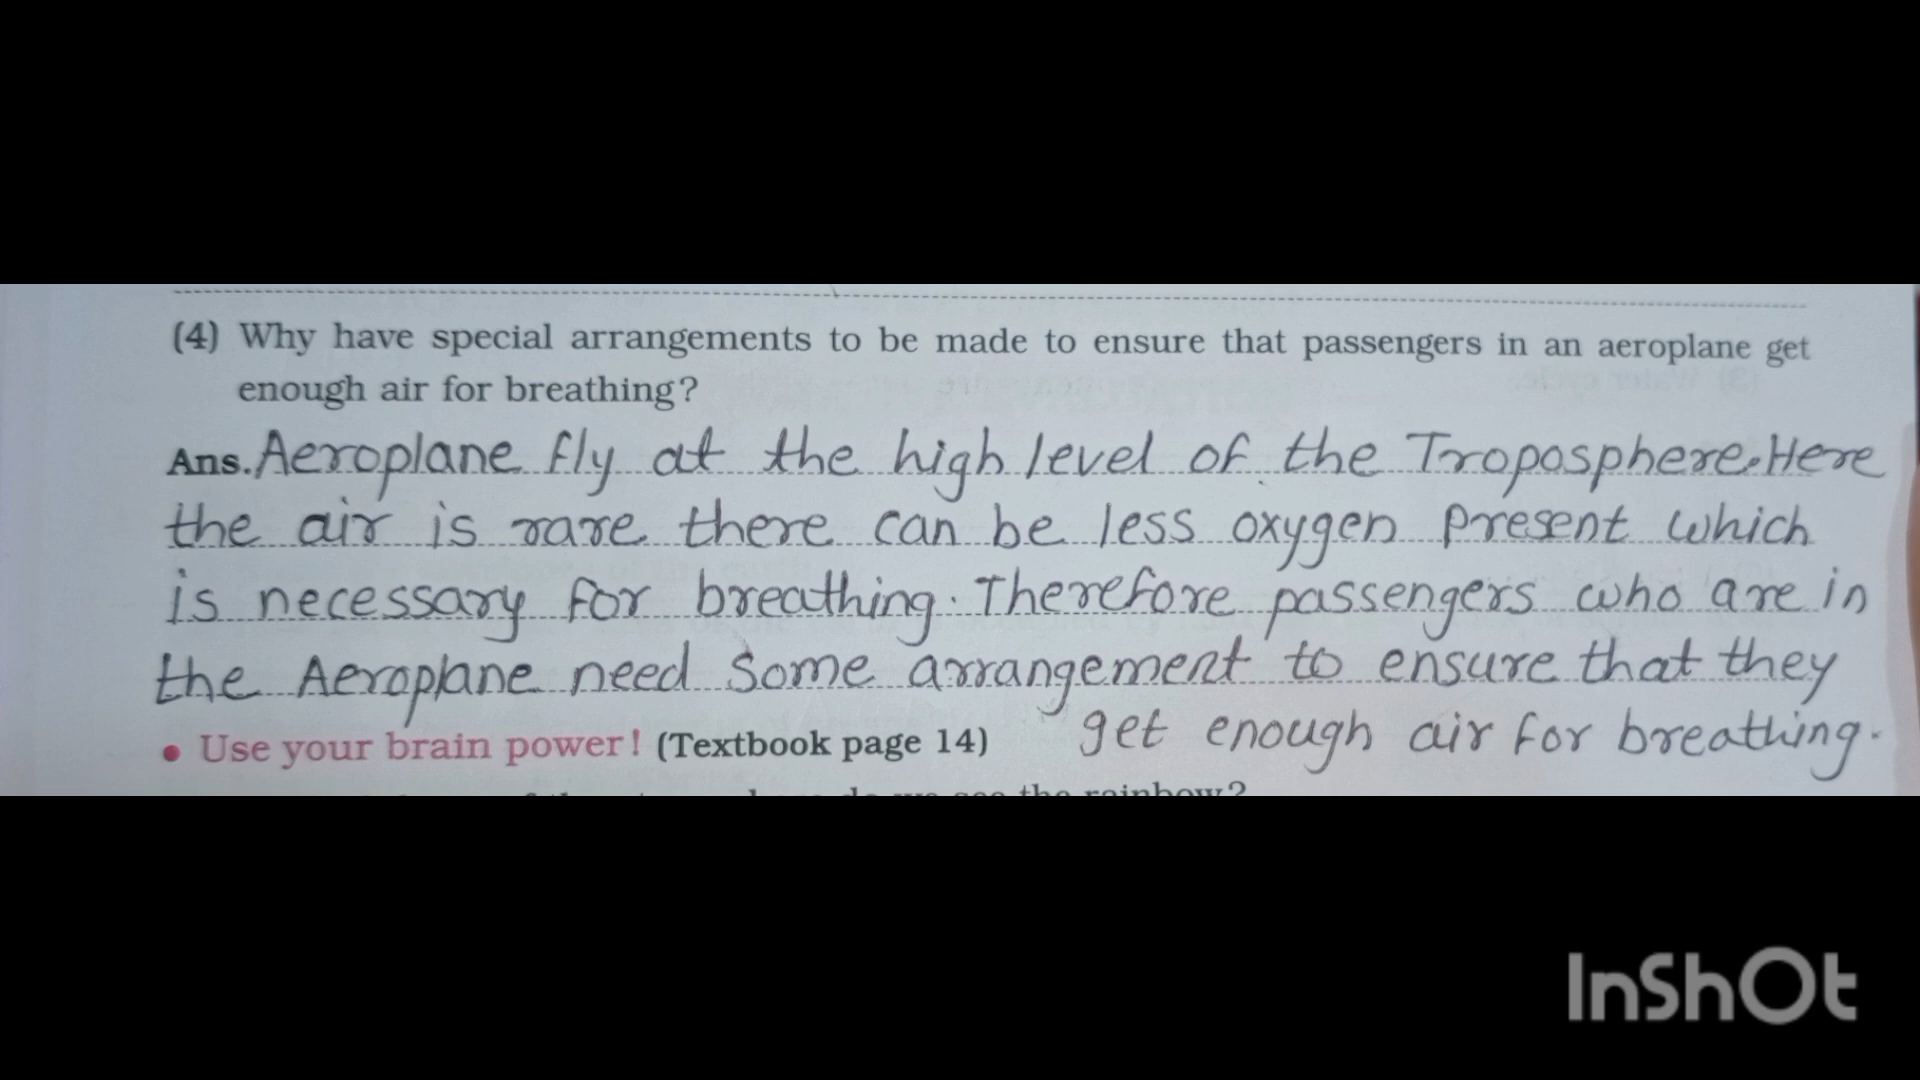 (4) Why have special arrangements to be made to ensure that passengers in an aeroplane get
enough air for breathing?
Ans. Aeroplane fly at the high level of the Troposphere. Here
the air is rare there can be less oxygen present which
is necessary for breathing. Therefore passengers who are in
the Aeroplane need some arrangement to ensure that they
get enough air for breathing.
• Use your brain power! (Textbook page 14)
see the rainbow?
InShOt